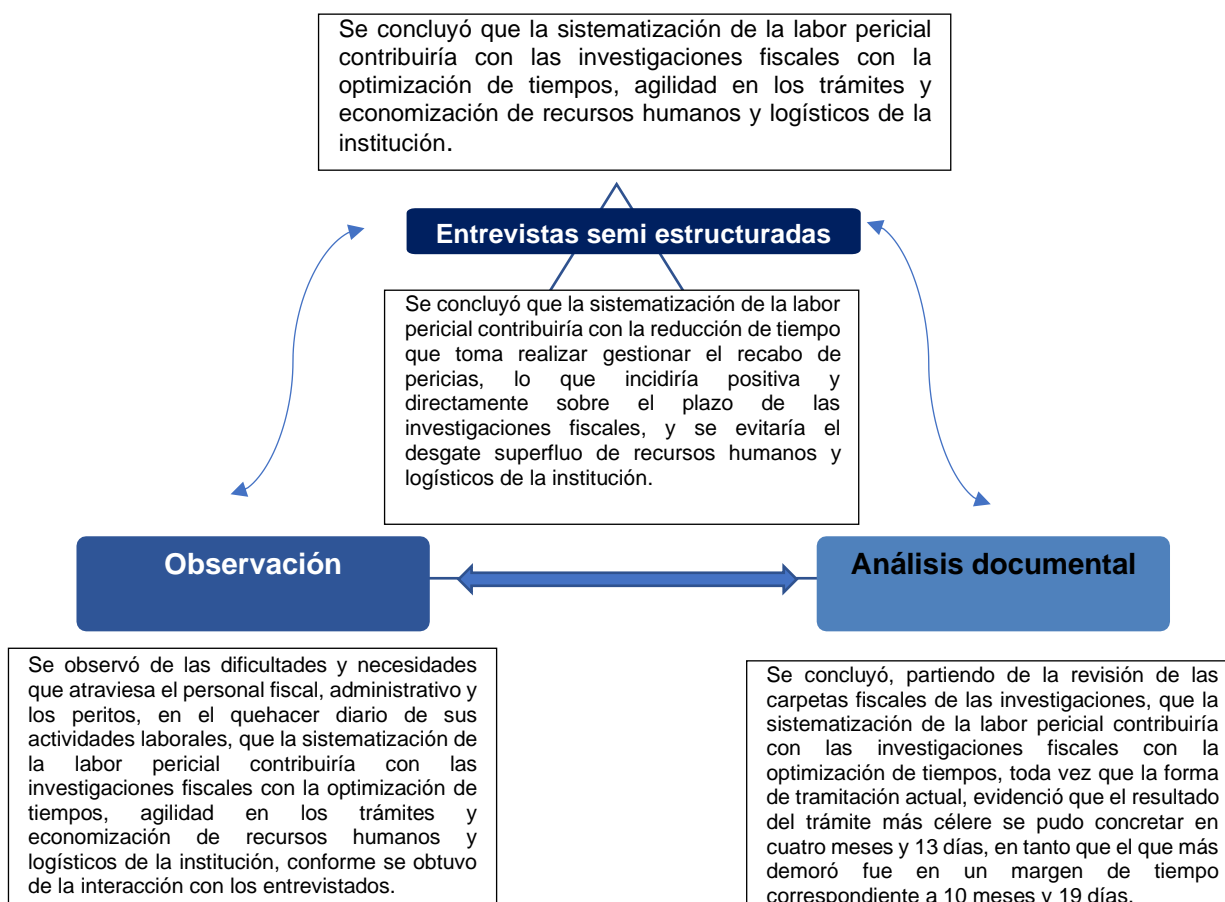 Se concluyó que la sistematización de la labor pericial
contribuiría con las investigaciones fiscales con la
optimización de tiempos, agilidad en los trámites y
economización de recursos humanos y logísticos de la
institución.
Entrevistas semi estructuradas
Se concluyó que la sistematización de la labor
pericial contribuiría con la reducción de tiempo
que toma realizar gestionar el recabo de
pericias, lo que incidiría positiva y
directamente sobre el plazo de las
investigaciones fiscales, y se evitaría el
desgate superfluo de recursos humanos y
logísticos de la institución.
Observación
Análisis documental
Se observó de las dificultades y necesidades
que atraviesa el personal fiscal, administrativo y
los peritos, en el quehacer diario de sus
actividades laborales, que la sistematización de
la labor pericial contribuiría con las
investigaciones fiscales con la optimización de
tiempos, agilidad en los trámites y
economización de recursos humanos y
logísticos de la institución, conforme se obtuvo
de la interacción con los entrevistados.
Se concluyó, partiendo de la revisión de las
carpetas fiscales de las investigaciones, que la
sistematización de la labor pericial contribuiría
con las investigaciones fiscales con la
optimización de tiempos, toda vez que la forma
de tramitación actual, evidenció que el resultado
del trámite más célere se pudo concretar en
cuatro meses y 13 días, en tanto que el que más
demoró fue en un margen de tiempo
correspondiente a 10 meses y 19 días.